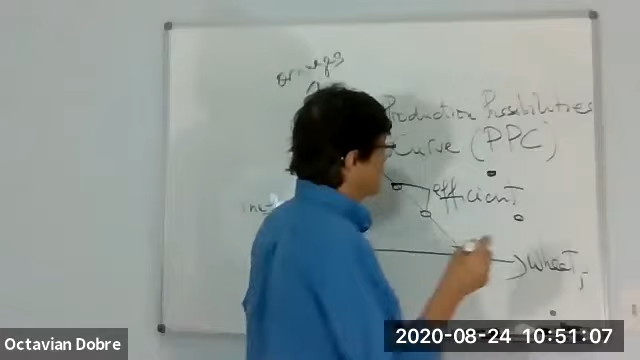 oranges
Production Possibilities
Curve (PPC)
efficient
Wheat
Octavian Dobre
2020-08-24 10:51:07